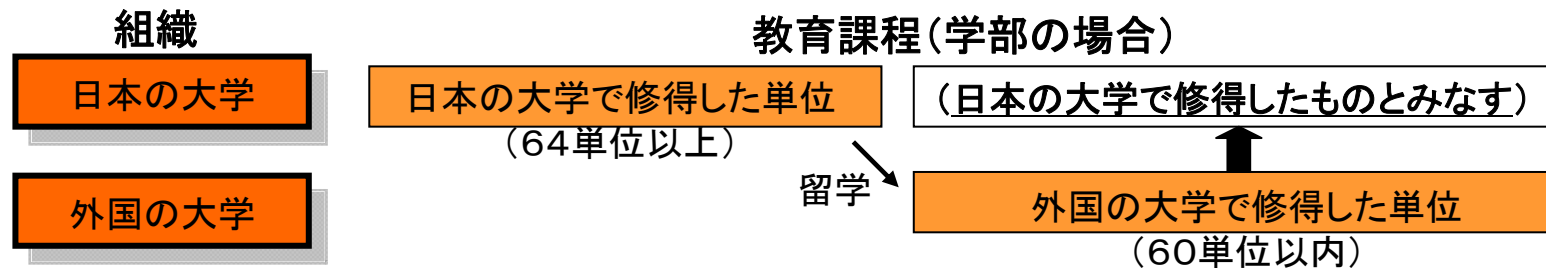 組織
教育課程(学部の場合)
日本の大学
日本の大学で修得した単位
(日本の大学で修得したものとみなす)
(64単位以上)
留学
外国の大学
外国の大学で修得した単位
(60単位以内)